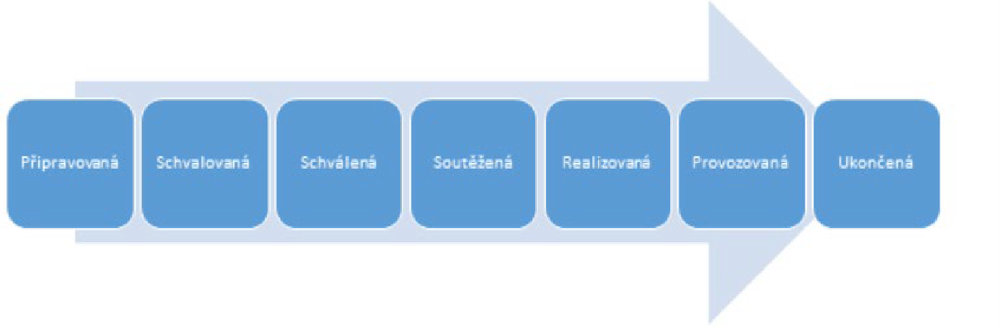 Připravovaná
Schvalovaná
Schválená
Soutěžená
Realizovaná
Provozovaná
Ukončená